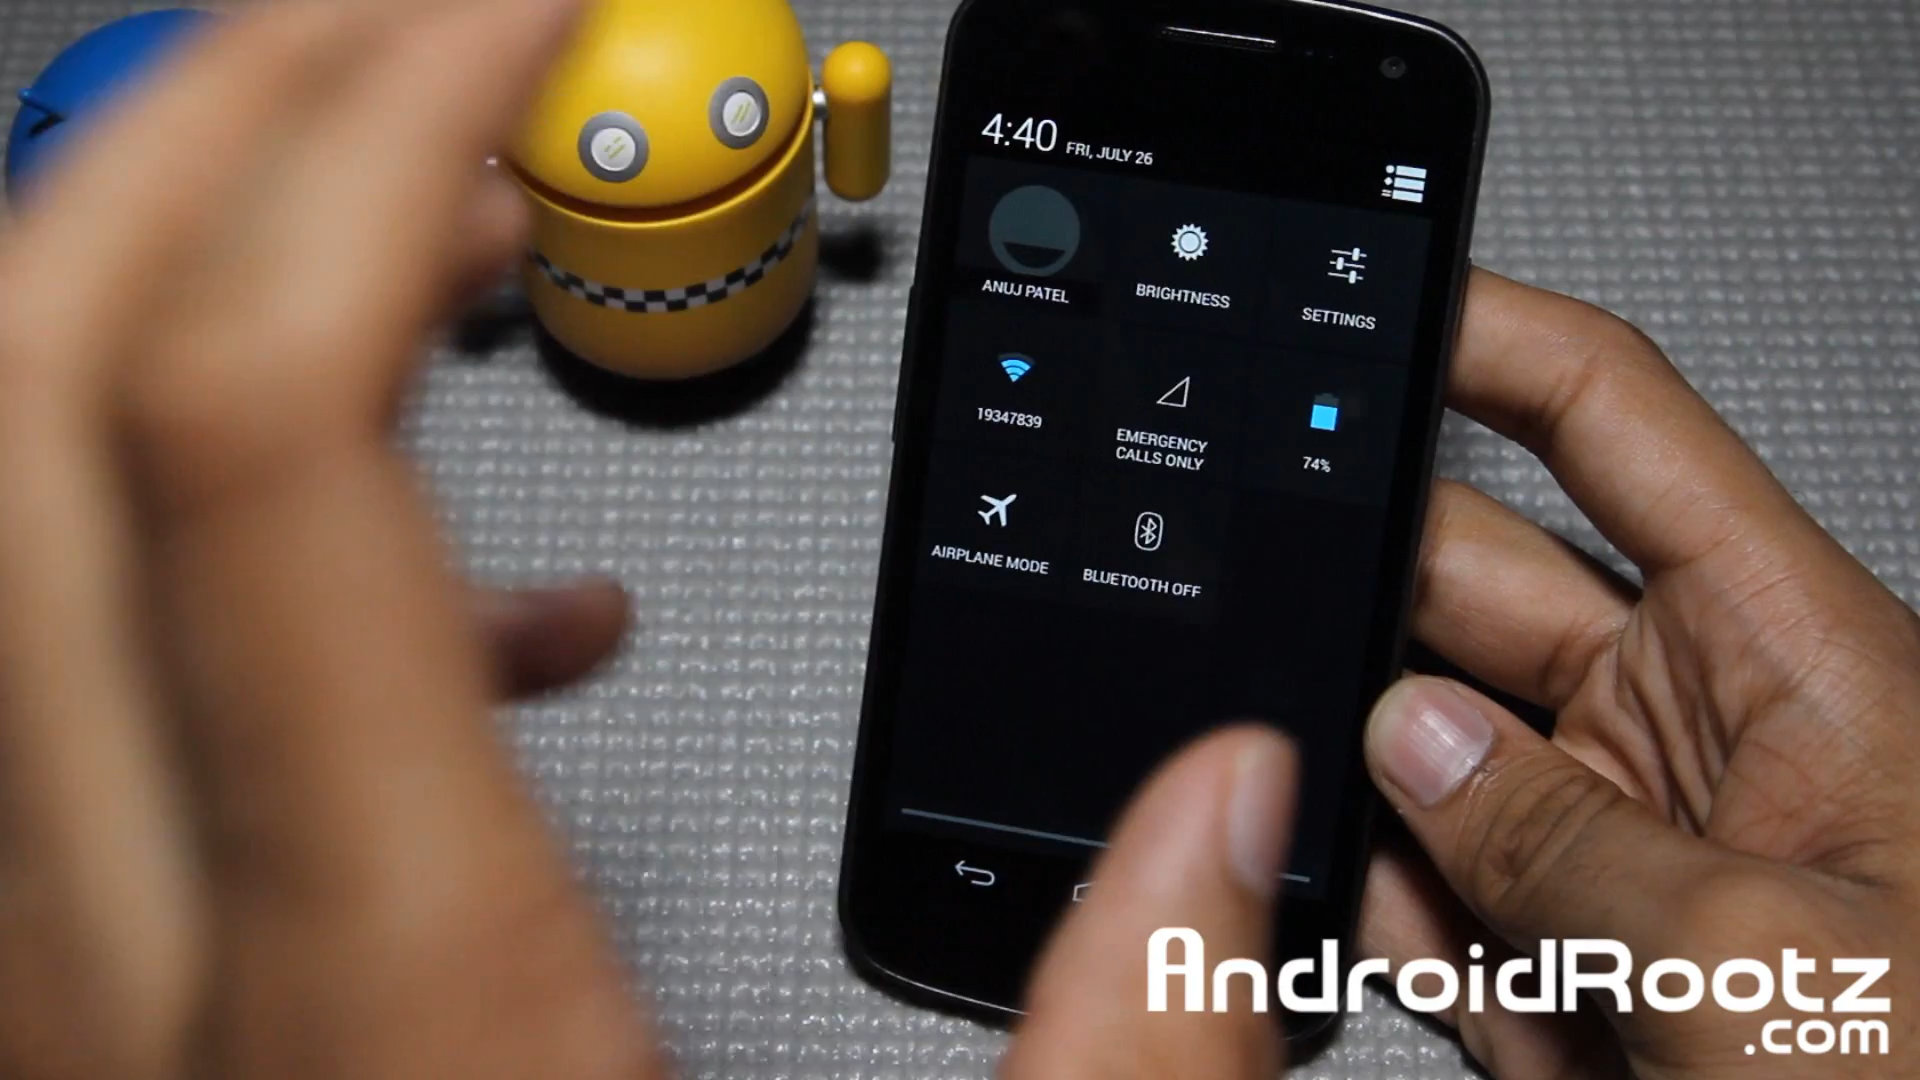 4:40 FRI, JULY 26
ANUJ PATEL
BRIGHTNESS
SETTINGS
19347839
EMERGENCY
CALLS ONLY
74%
AIRPLANE MODE
BLUETOOTH OFF
AndroidRootz
.com